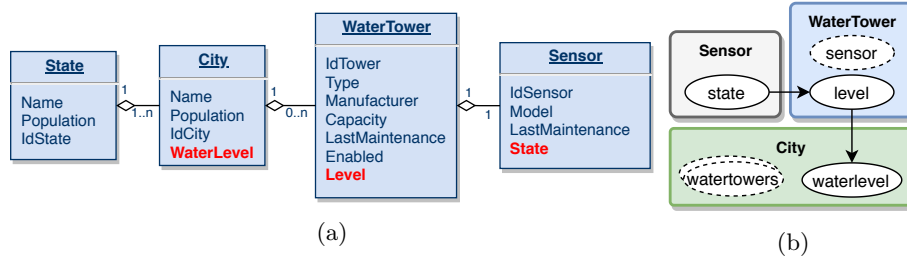 State
Name
Population
IdState
1
1..n
City
Name
Population
IdCity
WaterLevel
1
0..n
WaterTower
IdTower
Type
Manufacturer
Capacity
LastMaintenance
Enabled
Level
1
1
Sensor
IdSensor
Model
LastMaintenance
State
(a)
Sensor
state
WaterTower
sensor
level
City
watertowers
waterlevel
(b)